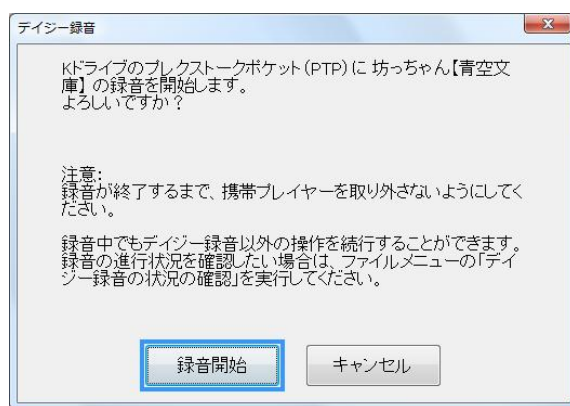 デイジー録音
Kドライブのプレクストークポケット(PTP)に 坊っちゃん【青空文
庫】 の録音を開始します。
よろしいですか?
注意:
録音が終了するまで、携帯プレイヤーを取り外さないようにしてく
ださい。
録音中でもデイジー録音以外の操作を続行することができます。
録音の進行状況を確認したい場合は、ファイルメニューの「デイ
ジー録音の状況の確認」を実行してください。
録音開始
キャンセル